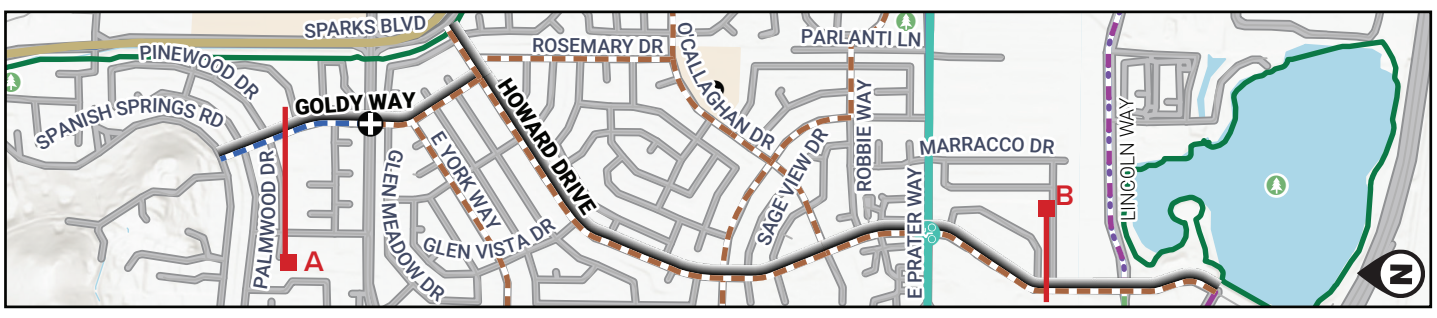 SPARKS BLVD
PINEWOOD DR
ROSEMARY DR
O'CALLAGHAN DR
PARLANTI LN
SPANISH SPRINGS RD
GOLDY WAY
HOWARD DRIVE
E YORK WAY
PALMWOOD DR
GLEN MEADOW DR
GLEN VISTA DR
SAGE VIEW DR
ROBBIE WAY
MARRACCO DR
E PRATER WAY
LINCOLN WAY
A
B
N